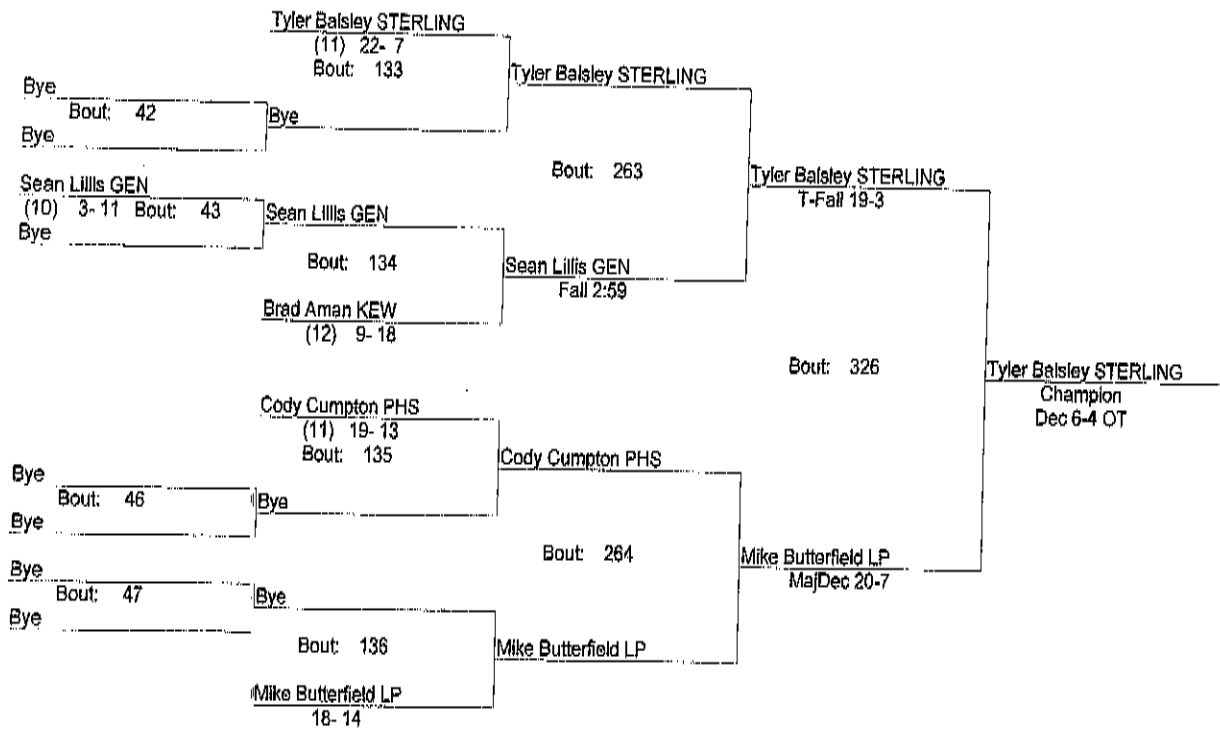 Tyler Balsley STERLING
(11) 22- 7
Bout: 133
Tyler Balsley STERLING
Bye
Bout: 42
Bye
Bye
Bout: 263
Tyler Balsley STERLING
T-Fall 19-3
Sean Lillis GEN
(10) 3- 11 Bout: 43
Sean Lillis GEN
Bye
Bout: 134
Sean Lillis GEN
Fall 2:59
Brad Aman KEW
(12) 9- 18
Bout: 326
Tyler Balsley STERLING
Champion
Dec 6-4 OT
Cody Cumpton PHS
(11) 19- 13
Bout: 135
Cody Cumpton PHS
Bye
Bout: 46
Bye
Bye
Bout: 264
Mike Butterfield LP
MajDec 20-7
Bye
Bout: 47
Bye
Bye
Bout: 136
Mike Butterfield LP
Mike Butterfield LP
18- 14